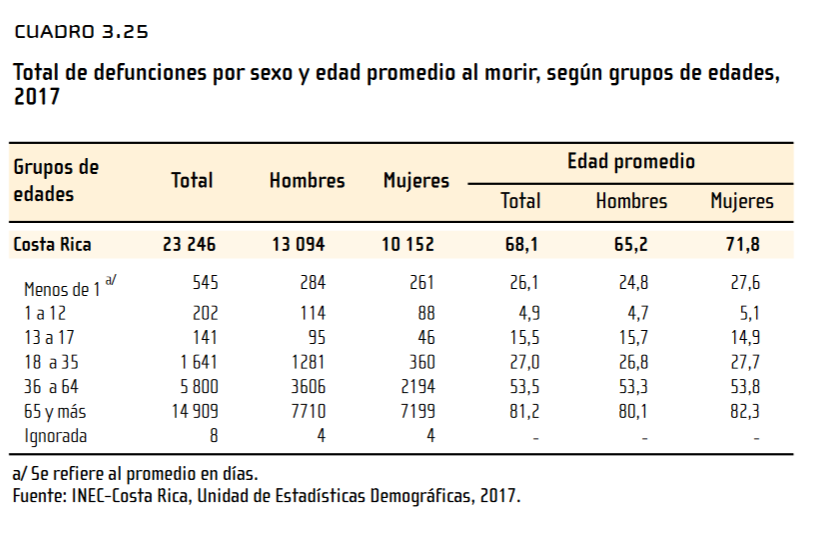 CUADRO 3.25
Total de defunciones por sexo y edad promedio al morir, según grupos de edades,
2017
Grupos de edades Total Hombres Mujeres Edad promedio
Total Hombres Mujeres
Costa Rica 23 246 13 094 10 152 68,1 65,2 71,8
Menos de 1 a/ 545 284 261 26,1 24,8 27,6
1 a 12 202 114 88 4,9 4,7 5,1
13 a 17 141 95 46 15,5 15,7 14,9
18 a 35 1 641 1281 360 27,0 26,8 27,7
36 a 64 5 800 3606 2194 53,5 53,3 53,8
65 y más 14 909 7710 7199 81,2 80,1 82,3
Ignorada 8 4 4 - - -
a/ Se refiere al promedio en días.
Fuente: INEC-Costa Rica, Unidad de Estadísticas Demográficas, 2017.